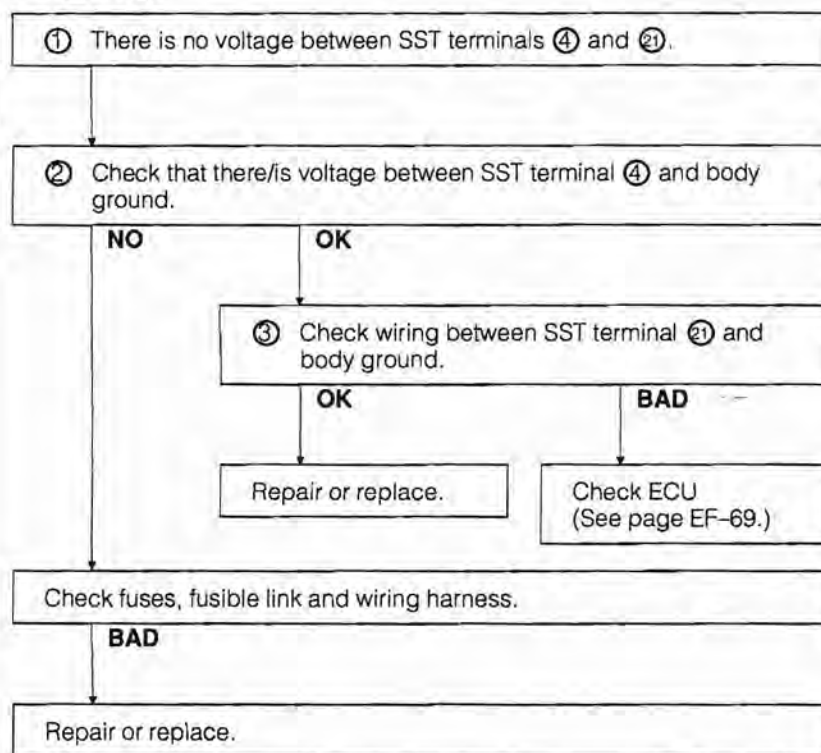 ① There is no voltage between SST terminals ④ and ㉑.
② Check that there/is voltage between SST terminal ④ and body
ground.
NO OK
③ Check wiring between SST terminal ㉑ and
body ground.
OK BAD
Repair or replace.
Check ECU
(See page EF–69.)
Check fuses, fusible link and wiring harness.
BAD
Repair or replace.